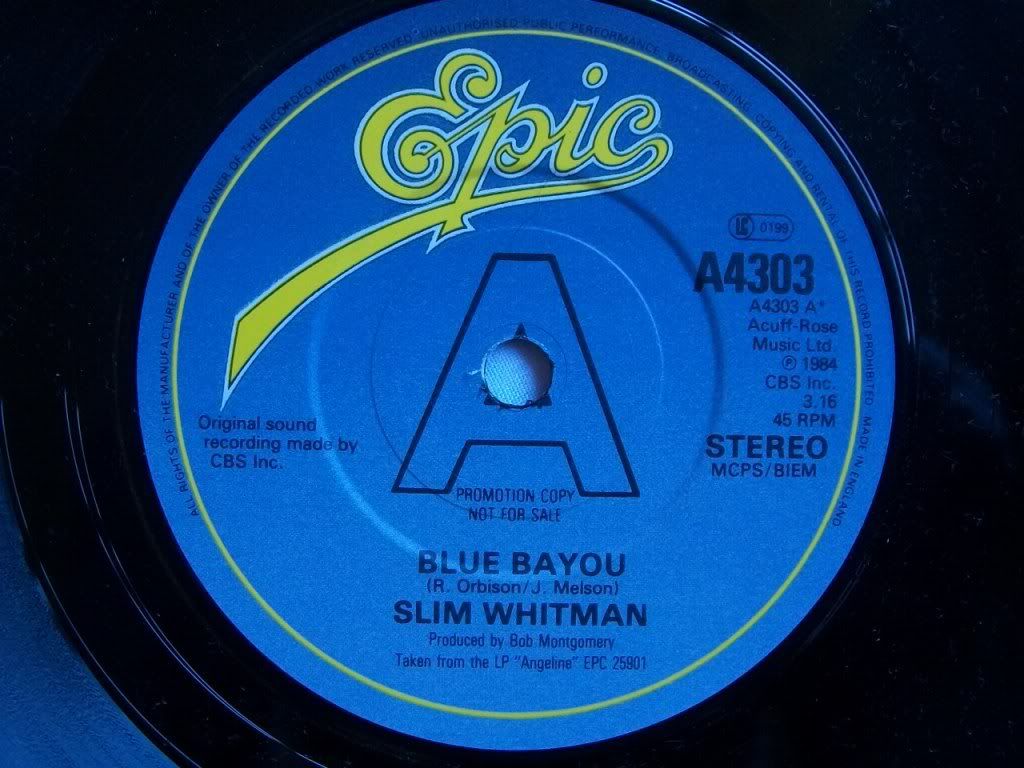 ALL RIGHTS OF THE MANUFACTURER AND OF THE OWNER OF THE RECORDED WORK RESERVED UNAUTHORISED PUBLIC PERFORMANCE, BROADCASTING, COPYING AND RENTAL OF THIS RECORD PROHIBITED. MADE IN ENGLAND
Epic
LC 0199
A4303
A4303 A*
Acuff-Rose
Music Ltd.
℗ 1984
CBS Inc.
3.16
45 RPM
STEREO
MCPS/BIEM
Original sound
recording made by
CBS Inc.
A
PROMOTION COPY
NOT FOR SALE
BLUE BAYOU
(R. Orbison/J. Melson)
SLIM WHITMAN
Produced by Bob Montgomery
Taken from the LP "Angeline" EPC 25901